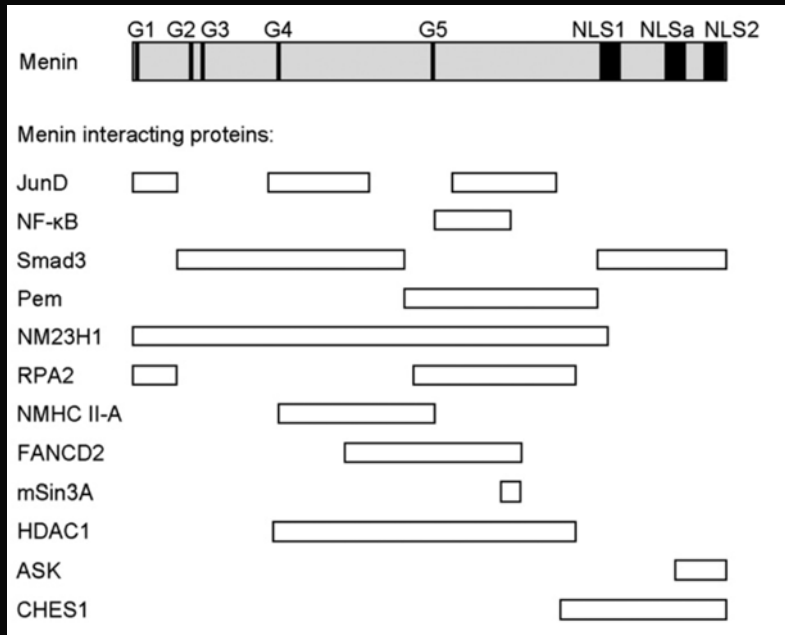 G1 G2 G3 G4 G5 NLS1 NLSa NLS2
Menin
Menin interacting proteins:
JunD
NF-κB
Smad3
Pem
NM23H1
RPA2
NMHC II-A
FANCD2
mSin3A
HDAC1
ASK
CHES1